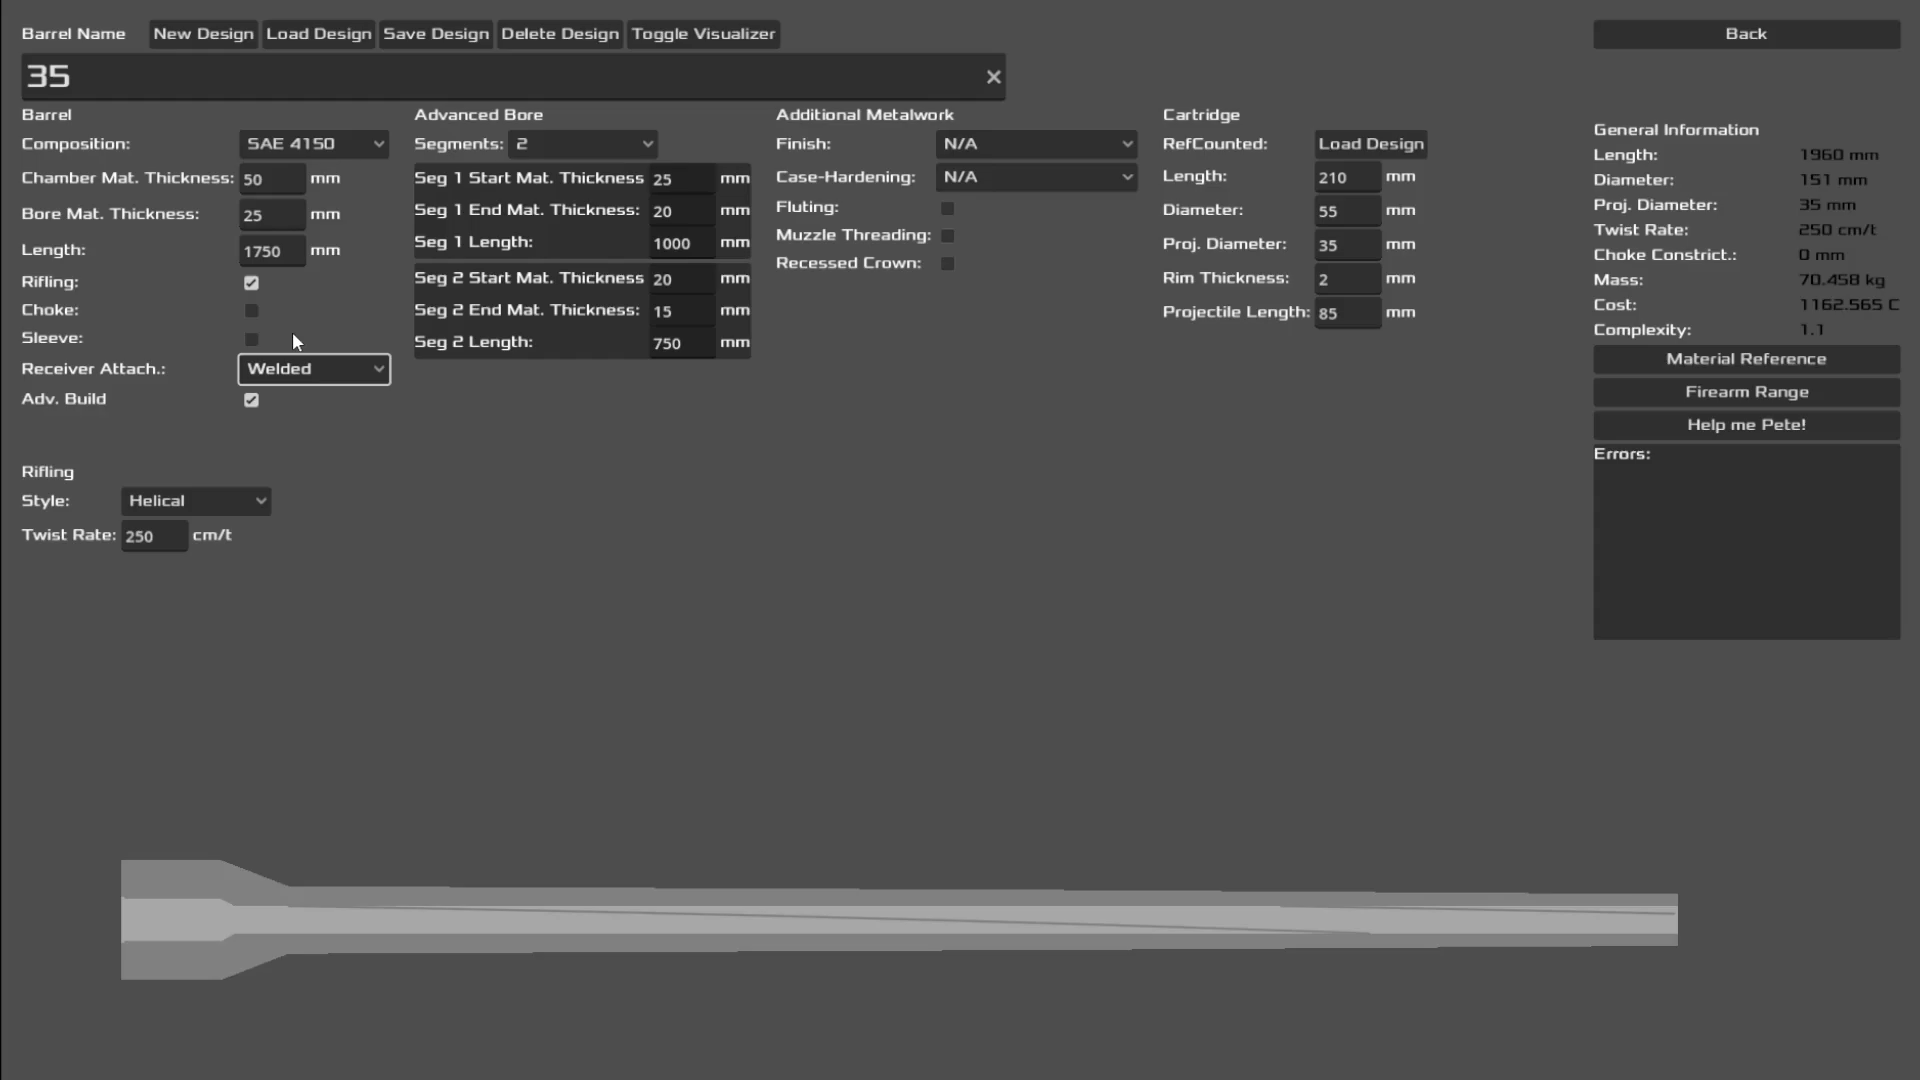 Barrel Name New Design Load Design Save Design Delete Design Toggle Visualizer Back
35 ×
Barrel
Composition: SAE 4150
Chamber Mat. Thickness: 50 mm
Bore Mat. Thickness: 25 mm
Length: 1750 mm
Rifling:
Choke:
Sleeve:
Receiver Attach.: Welded
Adv. Build
Rifling
Style: Helical
Twist Rate: 250 cm/t
Advanced Bore
Segments: 2
Seg 1 Start Mat. Thickness 25 mm
Seg 1 End Mat. Thickness: 20 mm
Seg 1 Length: 1000 mm
Seg 2 Start Mat. Thickness 20 mm
Seg 2 End Mat. Thickness: 15 mm
Seg 2 Length: 750 mm
Additional Metalwork
Finish: N/A
Case-Hardening: N/A
Fluting:
Muzzle Threading:
Recessed Crown:
Cartridge
RefCounted: Load Design
Length: 210 mm
Diameter: 55 mm
Proj. Diameter: 35 mm
Rim Thickness: 2 mm
Projectile Length: 85 mm
General Information
Length: 1960 mm
Diameter: 151 mm
Proj. Diameter: 35 mm
Twist Rate: 250 cm/t
Choke Constrict.: 0 mm
Mass: 70.458 kg
Cost: 1162.565 C
Complexity: 1.1
Material Reference
Firearm Range
Help me Pete!
Errors: